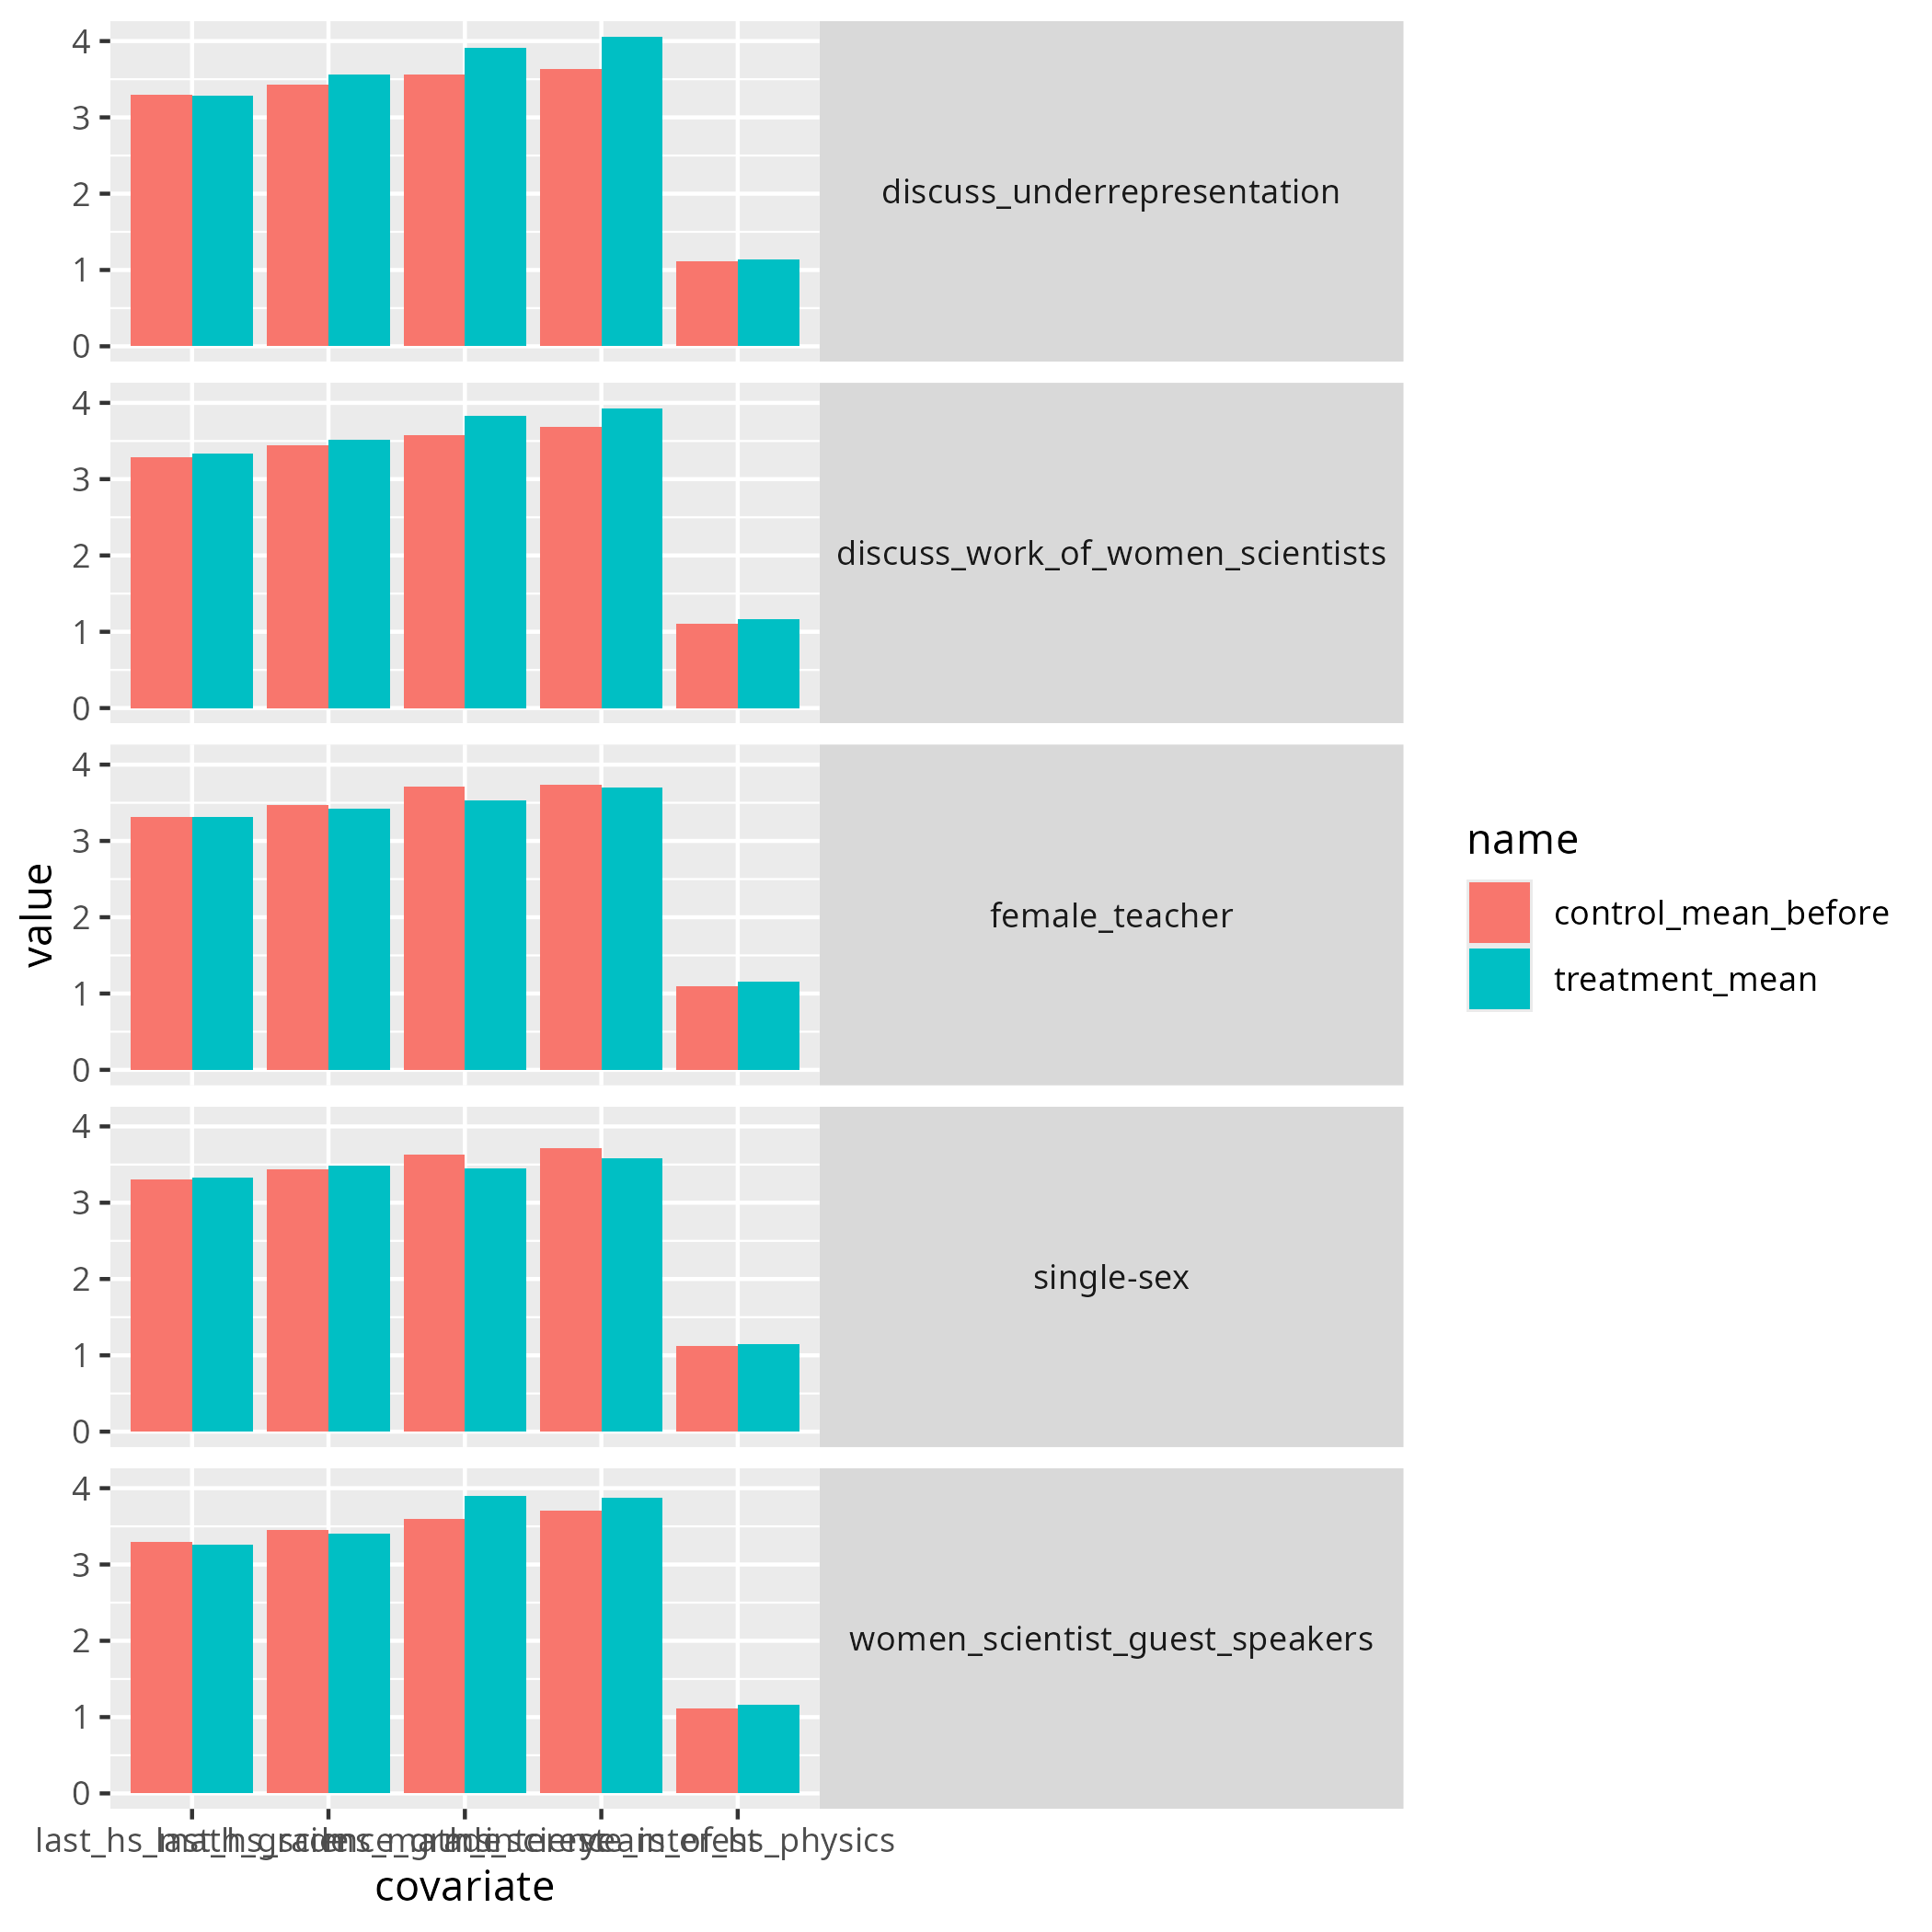 4
3
2
1
0
discuss_underrepresentation
4
3
2
1
0
discuss_work_of_women_scientists
4
3
2
1
0
female_teacher
4
3
2
1
0
single-sex
4
3
2
1
0
women_scientist_guest_speakers
value
name
control_mean_before
treatment_mean
covariate